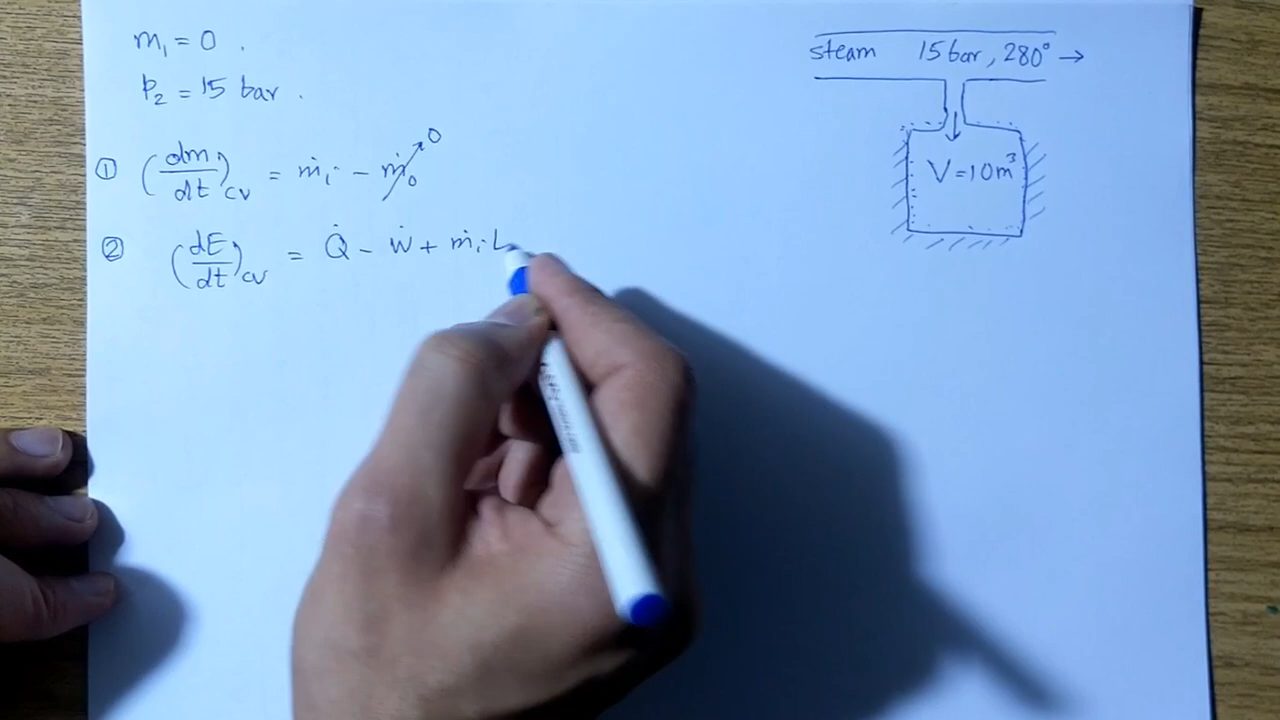 m₁ = 0 .
P₂ = 15 bar .
① (dm/dt)cv = ṁᵢ - ṁ₀ ↗ 0
② (dE/dt)cv = Q̇ - Ẇ + ṁᵢ
steam 15 bar, 280° →
V = 10 m³